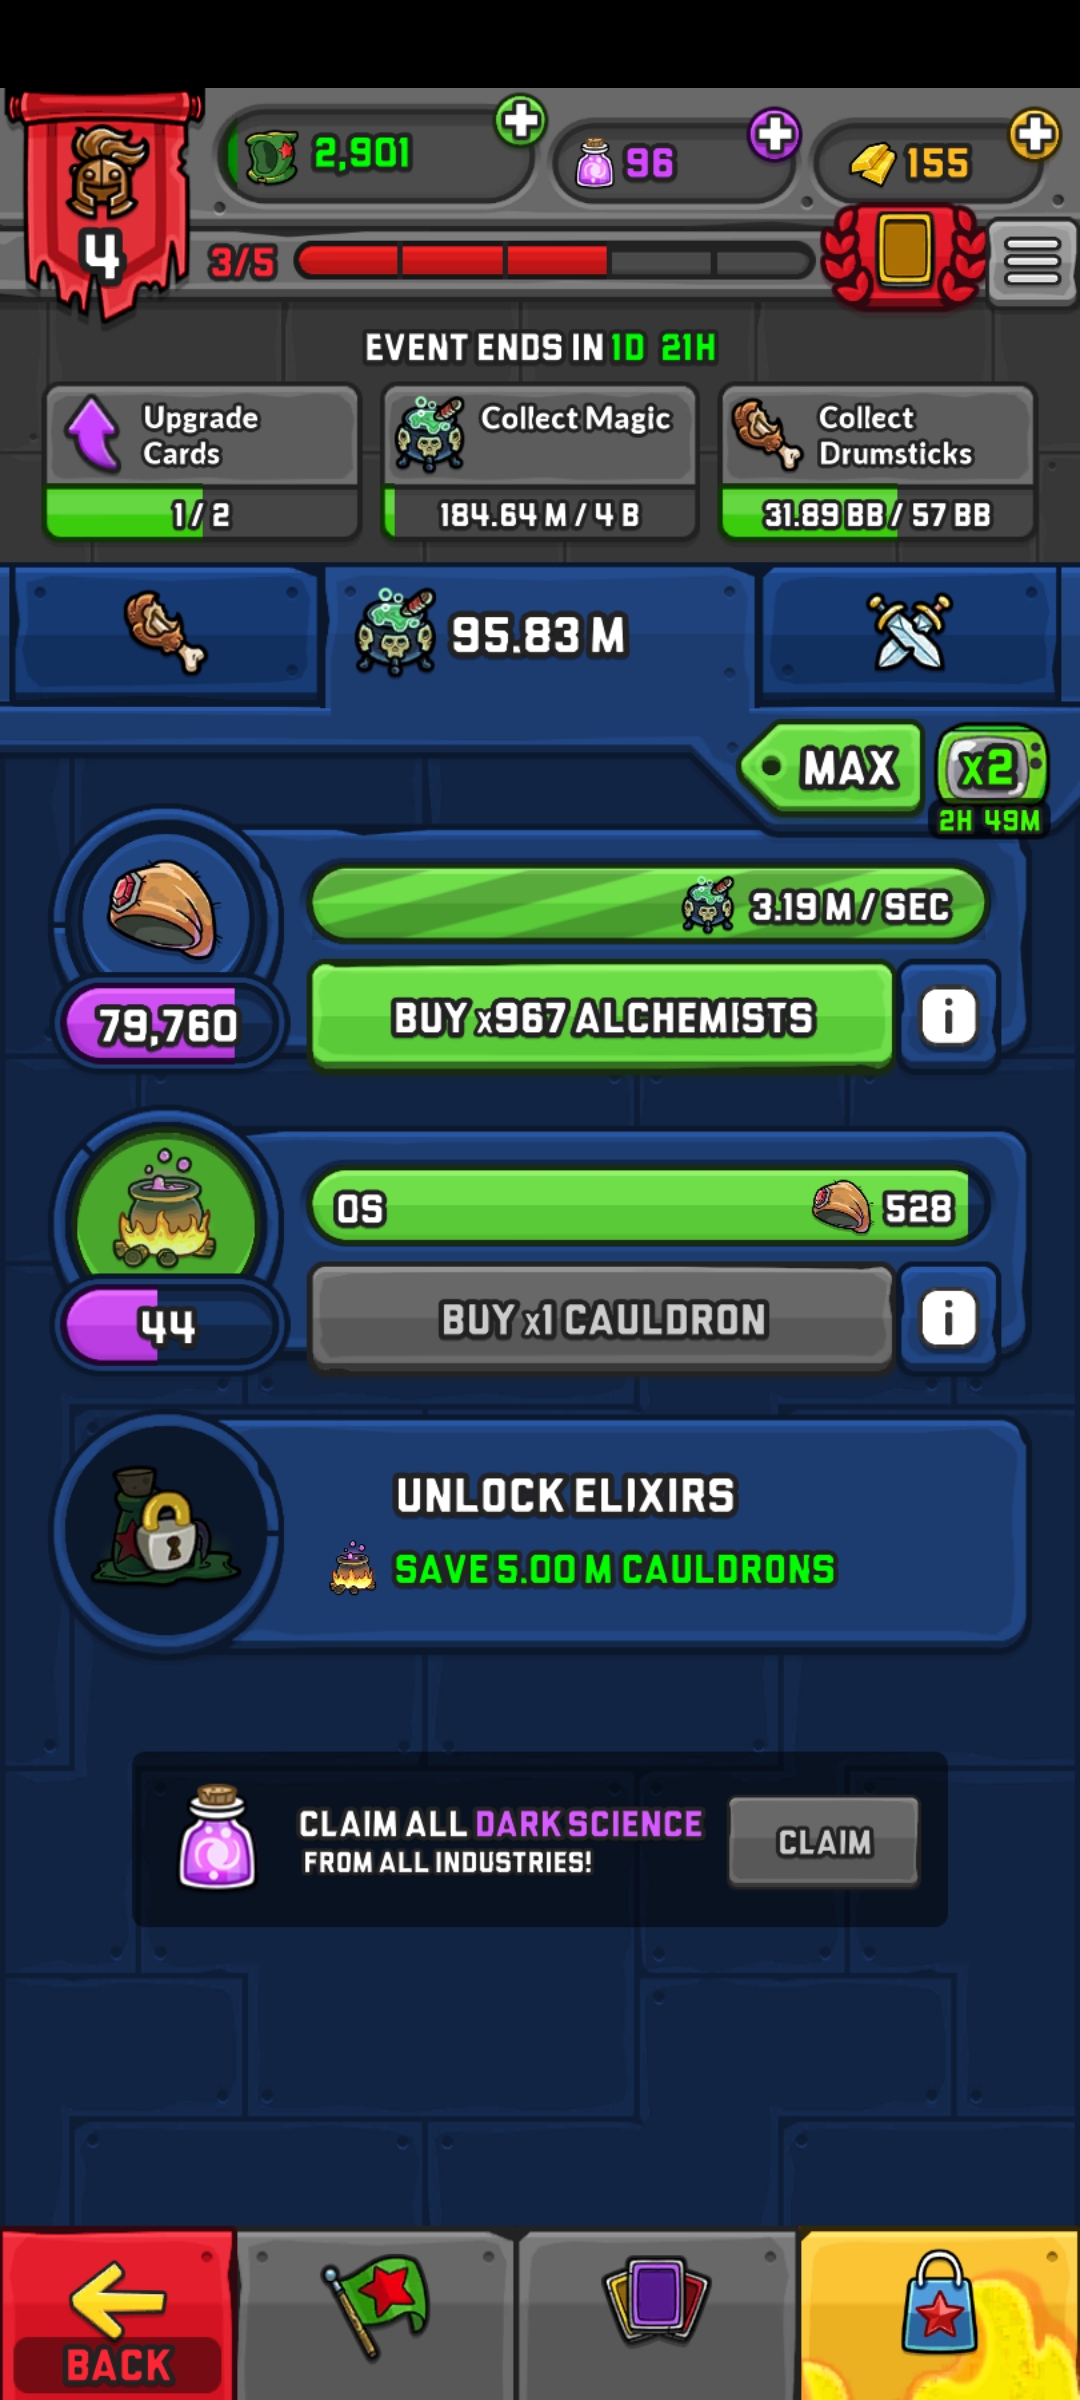 2,901
96
155
4
3/5
EVENT ENDS IN 1D 21H
Upgrade
Cards
1 / 2
Collect Magic
184.64 M / 4 B
Collect
Drumsticks
31.89 BB / 57 BB
95.83 M
MAX
x2
2H 49M
3.19 M / SEC
79,760
BUY x967 ALCHEMISTS
i
0S
528
44
BUY x1 CAULDRON
i
UNLOCK ELIXIRS
SAVE 5.00 M CAULDRONS
CLAIM ALL DARK SCIENCE
FROM ALL INDUSTRIES!
CLAIM
BACK